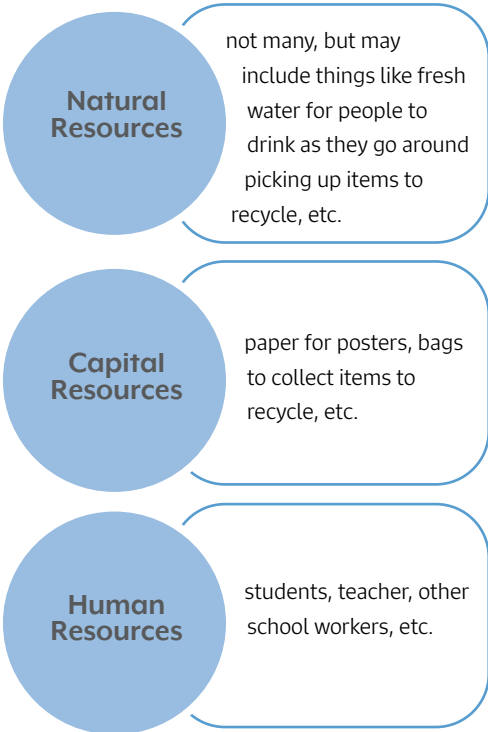 Natural
Resources
not many, but may
include things like fresh
water for people to
drink as they go around
picking up items to
recycle, etc.
Capital
Resources
paper for posters, bags
to collect items to
recycle, etc.
Human
Resources
students, teacher, other
school workers, etc.